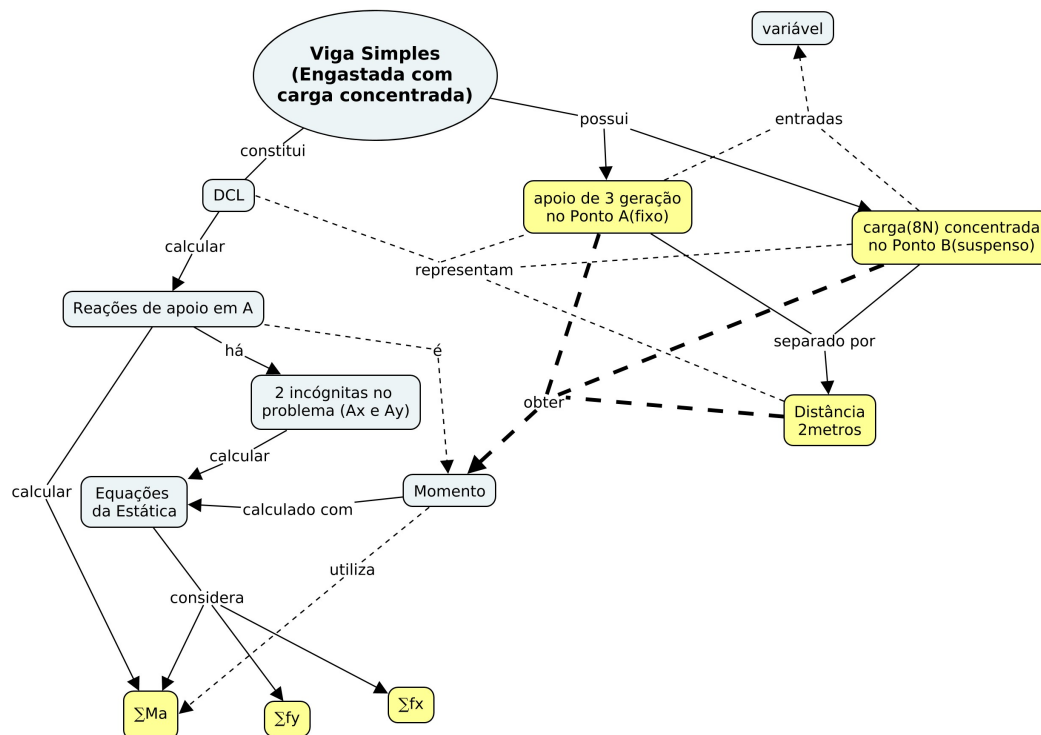 variável
Viga Simples
(Engastada com
carga concentrada)
possui
entradas
constitui
DCL
apoio de 3 geração
no Ponto A(fixo)
carga(8N) concentrada
no Ponto B(suspenso)
calcular
representam
Reações de apoio em A
há
é
separado por
2 incógnitas no
problema (Ax e Ay)
obter
Distância
2metros
calcular
calcular
Equações
da Estática
Momento
calculado com
utiliza
considera
∑Ma
∑fy
∑fx